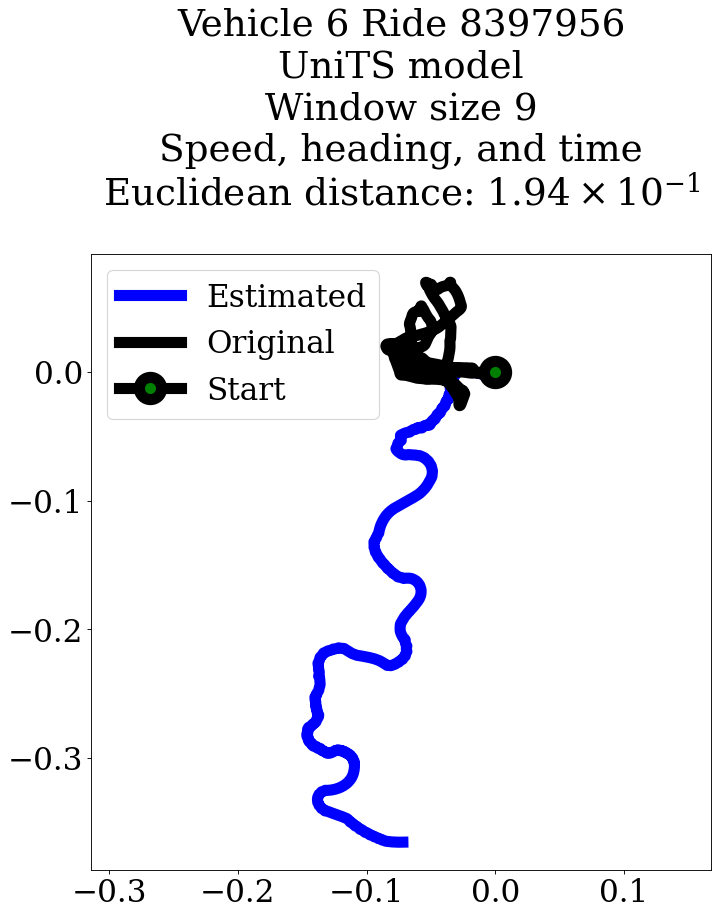 Vehicle 6 Ride 8397956
UniTS model
Window size 9
Speed, heading, and time
Euclidean distance: 1.94 × 10⁻¹
Estimated
Original
Start
0.0
−0.1
−0.2
−0.3
−0.3 −0.2 −0.1 0.0 0.1